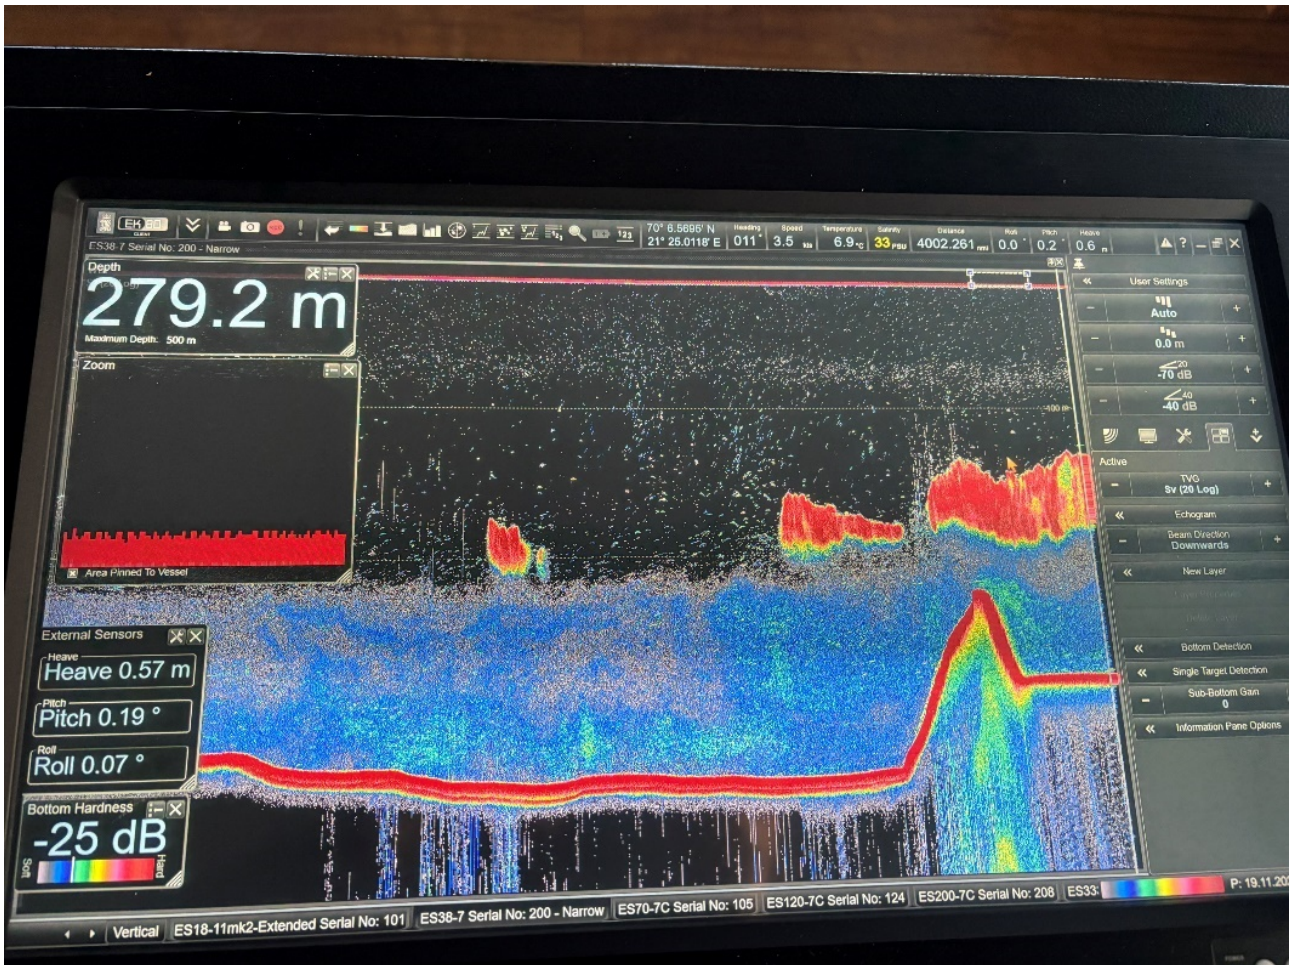 EK80
70° 6.5695' N
21° 26.0118' E
Heading
011°
Speed
3.5 kts
Temperature
6.9 °C
Salinity
33 PSU
Distance
4002.261 nmi
Roll
0.0 °
Pitch
0.2 °
Heave
0.6 m
ES38-7 Serial No: 200 - Narrow
Depth
279.2 m
Maximum Depth: 500 m
Zoom
Area Pinned To Vessel
External Sensors
Heave
Heave 0.57 m
Pitch
Pitch 0.19 °
Roll
Roll 0.07 °
Bottom Hardness
-25 dB
Soft
Hard
100 m
User Settings
Auto
0.0 m
20
-70 dB
40
-40 dB
Active
TVG
Sv (20 Log)
Echogram
Beam Direction
Downwards
New Layer
Bottom Detection
Single Target Detection
Sub-Bottom Gain
0
Information Pane Options
Vertical
ES18-11mk2-Extended Serial No: 101
ES38-7 Serial No: 200 - Narrow
ES70-7C Serial No: 105
ES120-7C Serial No: 124
ES200-7C Serial No: 208
ES33
P: 19.11.20
POWER